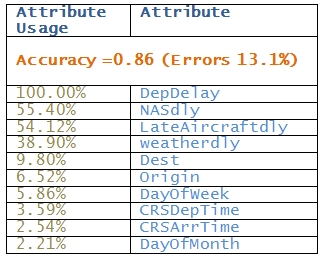 Attribute Usage Attribute
Accuracy =0.86 (Errors 13.1%)
100.00% DepDelay
55.40% NASdly
54.12% LateAircraftdly
38.90% weatherdly
9.80% Dest
6.52% Origin
5.86% DayOfWeek
3.59% CRSDepTime
2.54% CRSArrTime
2.21% DayOfMonth